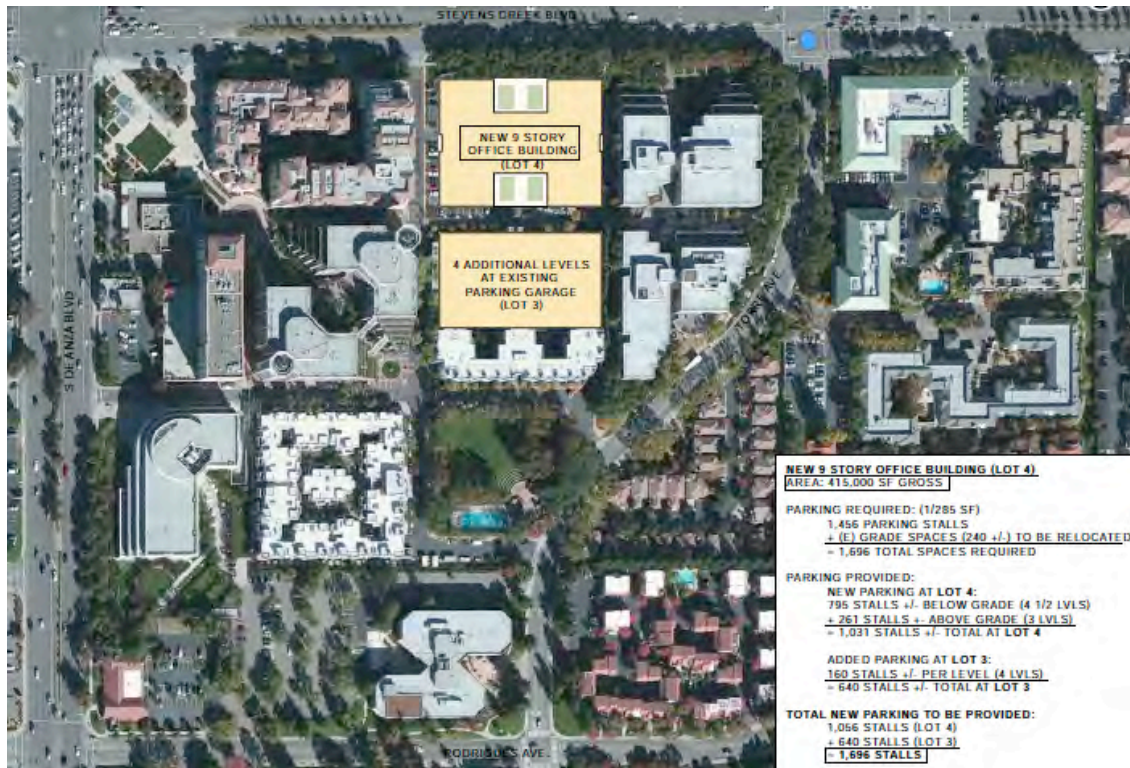 STEVENS CREEK BLVD
NEW 9 STORY
OFFICE BUILDING
(LOT 4)
4 ADDITIONAL LEVELS
AT EXISTING
PARKING GARAGE
(LOT 3)
S DE ANZA BLVD
TORRE AVE
RODRIGUES AVE.
NEW 9 STORY OFFICE BUILDING (LOT 4)
AREA: 415,000 SF GROSS
PARKING REQUIRED: (1/285 SF)
1,456 PARKING STALLS
+ (E) GRADE SPACES (240 +/-) TO BE RELOCATED
= 1,696 TOTAL SPACES REQUIRED
PARKING PROVIDED:
NEW PARKING AT LOT 4:
795 STALLS +/- BELOW GRADE (4 1/2 LVLS)
+ 261 STALLS +- ABOVE GRADE (3 LVLS)
= 1,031 STALLS +/- TOTAL AT LOT 4
ADDED PARKING AT LOT 3:
160 STALLS +/- PER LEVEL (4 LVLS)
= 640 STALLS +/- TOTAL AT LOT 3
TOTAL NEW PARKING TO BE PROVIDED:
1,056 STALLS (LOT 4)
+ 640 STALLS (LOT 3)
= 1,696 STALLS